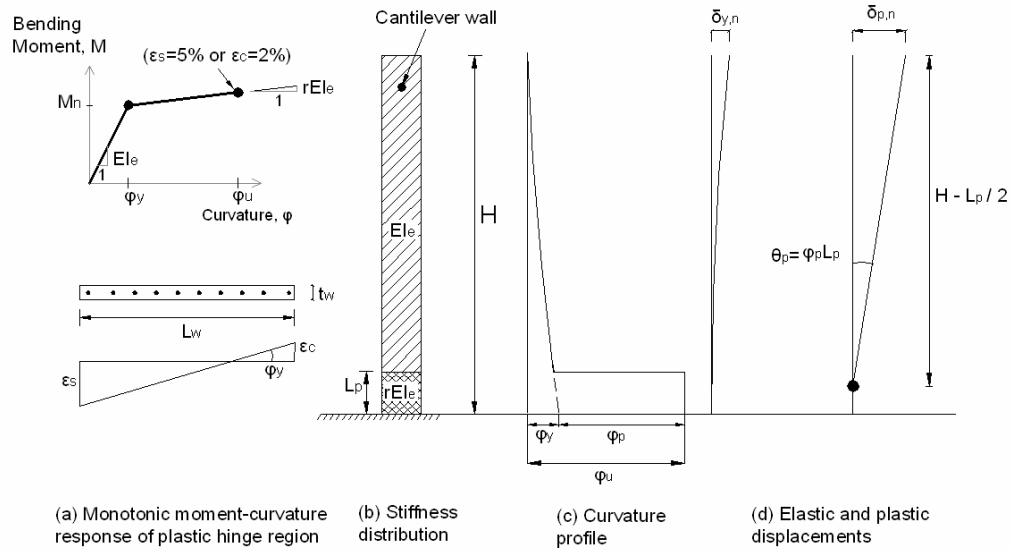 Bending
Moment, M
(εs=5% or εc=2%)
Mn
rEIe
1
EIe
1
φy
φu
Curvature, φ
tw
Lw
εs
εc
φy
Cantilever wall
EIe
Lp
rEIe
H
φy
φp
φu
δy,n
δp,n
θp=φpLp
H - Lp / 2
(a) Monotonic moment-curvature
response of plastic hinge region
(b) Stiffness
distribution
(c) Curvature
profile
(d) Elastic and plastic
displacements